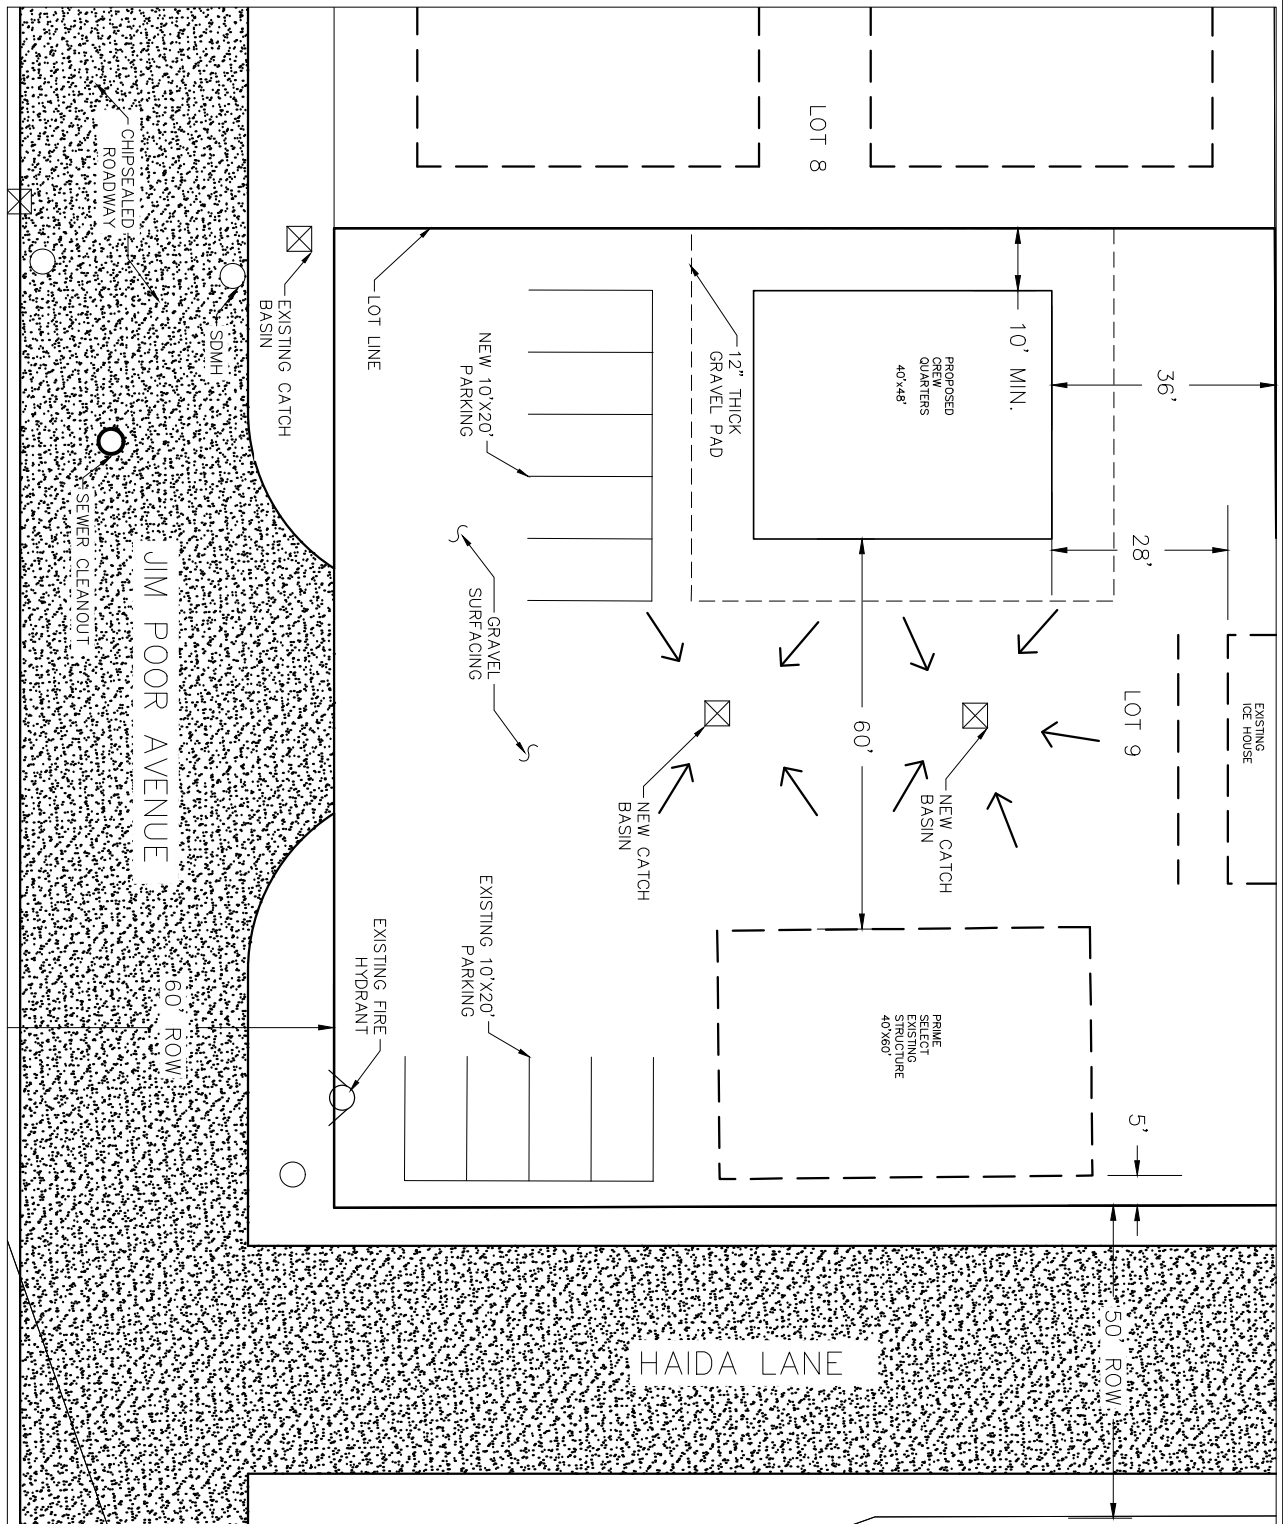 LOT 8
CHIPSEALED
ROADWAY
SDMH
EXISTING CATCH
BASIN
LOT LINE
NEW 10'X20'
PARKING
12" THICK
GRAVEL PAD
PROPOSED
CREW
QUARTERS
40'x48'
10' MIN.
36'
28'
SEWER CLEANOUT
JIM POOR AVENUE
60' ROW
GRAVEL
SURFACING
60'
LOT 9
EXISTING
ICE HOUSE
NEW CATCH
BASIN
NEW CATCH
BASIN
EXISTING 10'X20'
PARKING
EXISTING FIRE
HYDRANT
PRIME
SELECT
EXISTING
STRUCTURE
40'X60'
5'
50' ROW
HAIDA LANE